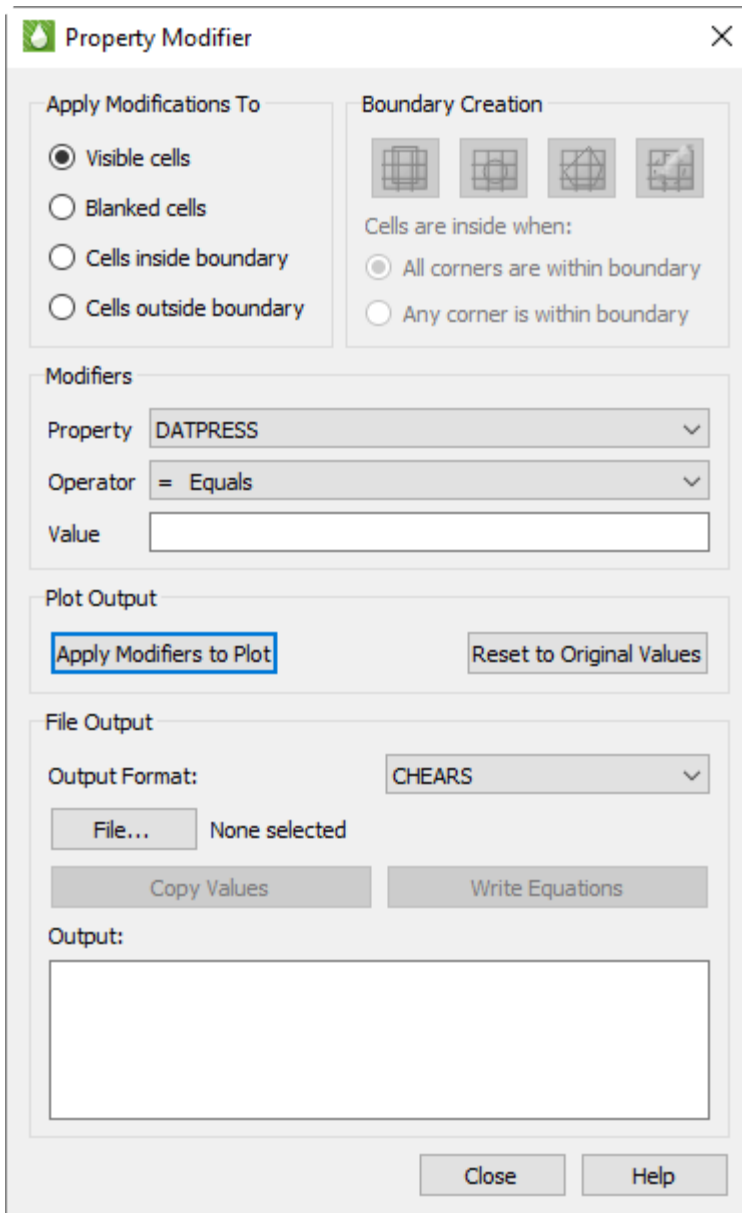 Property Modifier
Apply Modifications To
Visible cells
Blanked cells
Cells inside boundary
Cells outside boundary
Boundary Creation
Cells are inside when:
All corners are within boundary
Any corner is within boundary
Modifiers
Property DATPRESS
Operator = Equals
Value
Plot Output
Apply Modifiers to Plot Reset to Original Values
File Output
Output Format: CHEARS
File... None selected
Copy Values Write Equations
Output:
Close Help